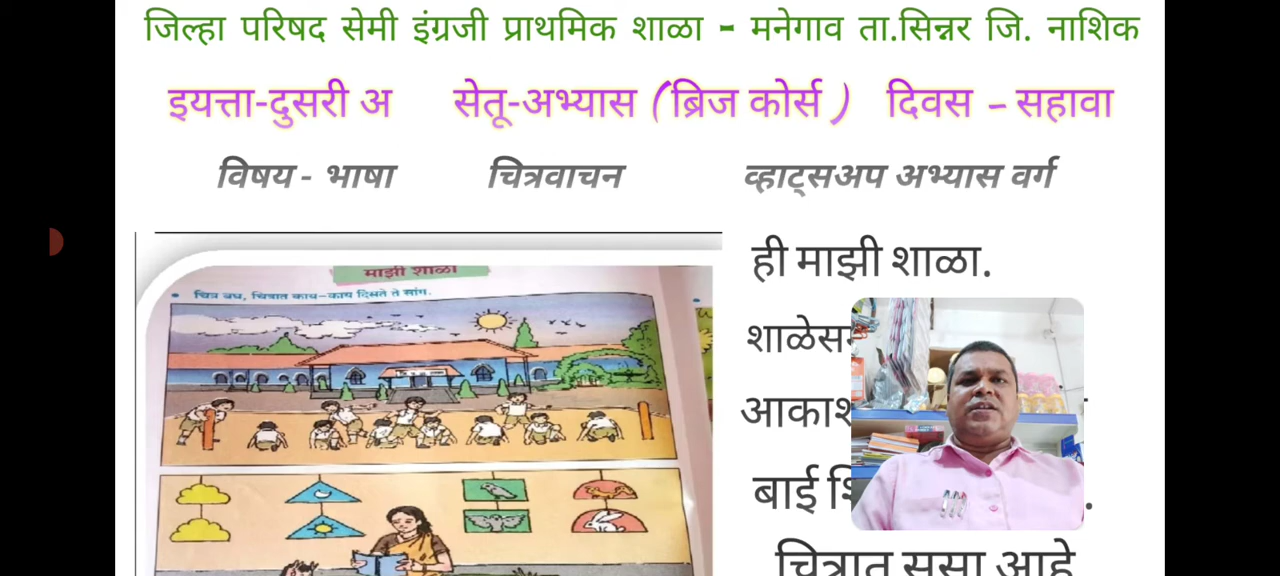 जिल्हा परिषद सेमी इंग्रजी प्राथमिक शाळा - मनेगाव ता.सिन्नर जि. नाशिक
इयत्ता-दुसरी अ सेतू-अभ्यास (ब्रिज कोर्स) दिवस - सहावा
विषय - भाषा चित्रवाचन व्हाट्सअप अभ्यास वर्ग
माझी शाळा
• चित्र बघ, चित्रात काय-काय दिसते ते सांग.
ही माझी शाळा.
बाई
चित्रात ससा आहे